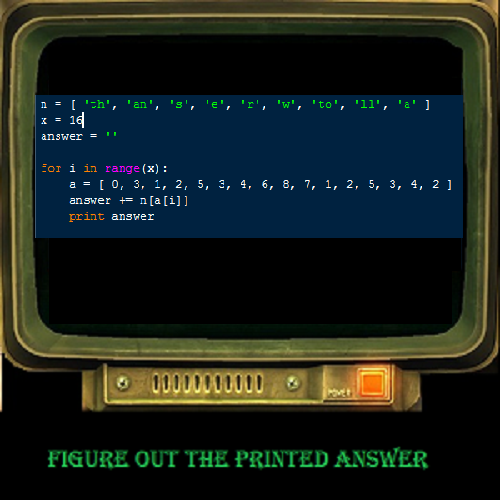 n = [ 'th', 'an', 's', 'e', 'r', 'w', 'to', 'll', 'a' ]
x = 16
answer = ''
for i in range(x):
a = [ 0, 3, 1, 2, 5, 3, 4, 6, 8, 7, 1, 2, 5, 3, 4, 2 ]
answer += n[a[i]]
print answer
POWER
FIGURE OUT THE PRINTED ANSWER